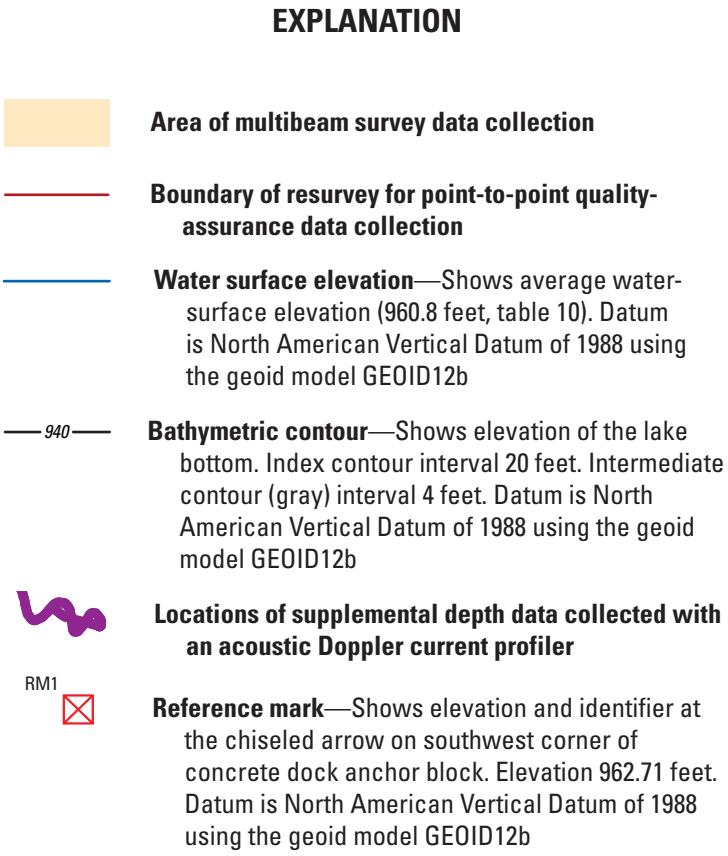 EXPLANATION
Area of multibeam survey data collection
Boundary of resurvey for point-to-point quality-
assurance data collection
Water surface elevation—Shows average water-
surface elevation (960.8 feet, table 10). Datum
is North American Vertical Datum of 1988 using
the geoid model GEOID12b
940
Bathymetric contour—Shows elevation of the lake
bottom. Index contour interval 20 feet. Intermediate
contour (gray) interval 4 feet. Datum is North
American Vertical Datum of 1988 using the geoid
model GEOID12b
Locations of supplemental depth data collected with
an acoustic Doppler current profiler
RM1
Reference mark—Shows elevation and identifier at
the chiseled arrow on southwest corner of
concrete dock anchor block. Elevation 962.71 feet.
Datum is North American Vertical Datum of 1988
using the geoid model GEOID12b